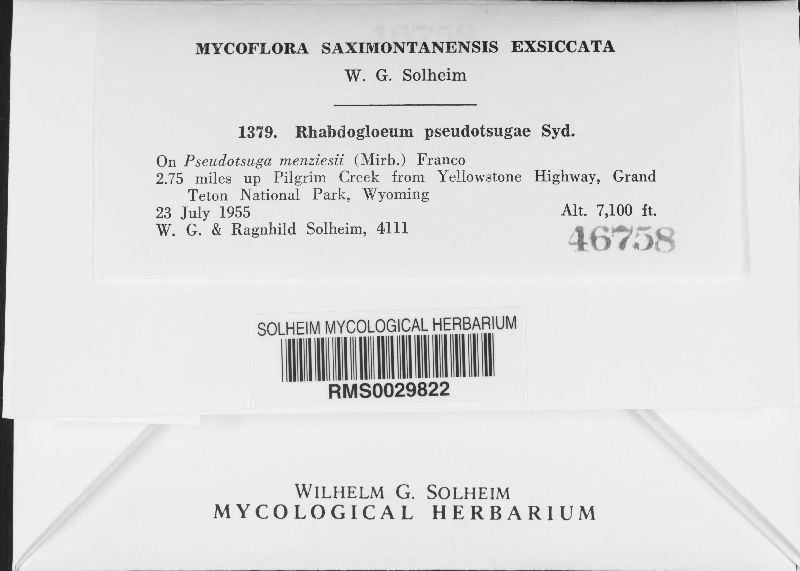 MYCOFLORA SAXIMONTANENSIS EXSICCATA
W. G. Solheim
1379. Rhabdogloeum pseudotsugae Syd.
On Pseudotsuga menziesii (Mirb.) Franco
2.75 miles up Pilgrim Creek from Yellowstone Highway, Grand
Teton National Park, Wyoming
23 July 1955 Alt. 7,100 ft.
W. G. & Ragnhild Solheim, 4111
46758
SOLHEIM MYCOLOGICAL HERBARIUM
RMS0029822
WILHELM G. SOLHEIM
MYCOLOGICAL HERBARIUM